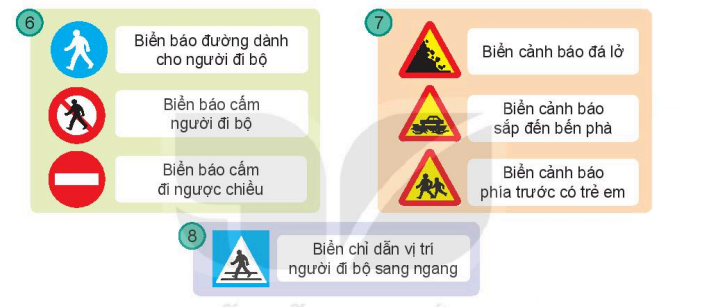 6
Biển báo đường dành
cho người đi bộ
Biển báo cấm
người đi bộ
Biển báo cấm
đi ngược chiều
7
Biển cảnh báo đá lở
Biển cảnh báo
sắp đến bến phà
Biển cảnh báo
phía trước có trẻ em
8
Biển chỉ dẫn vị trí
người đi bộ sang ngang